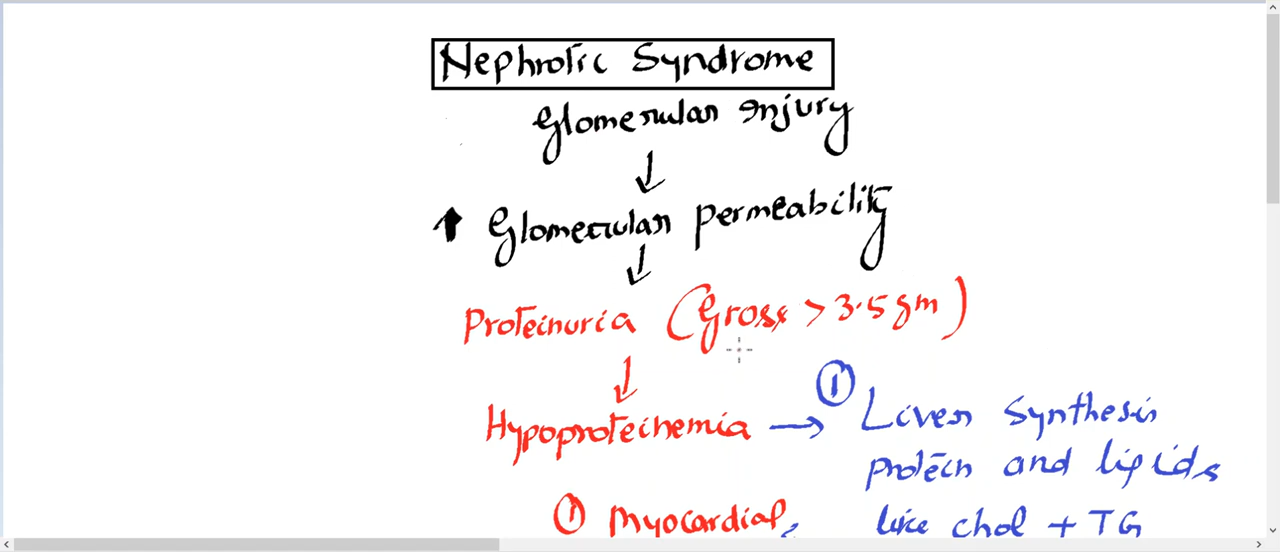 Nephrotic Syndrome
Glomerular Injury
↓
↑ Glomerular permeability
↓
Proteinuria (Gross > 3.5 gm)
↓
Hypoproteinemia → ① Liver Synthesis
protein and lipids
① Myocardial
like chol + TG